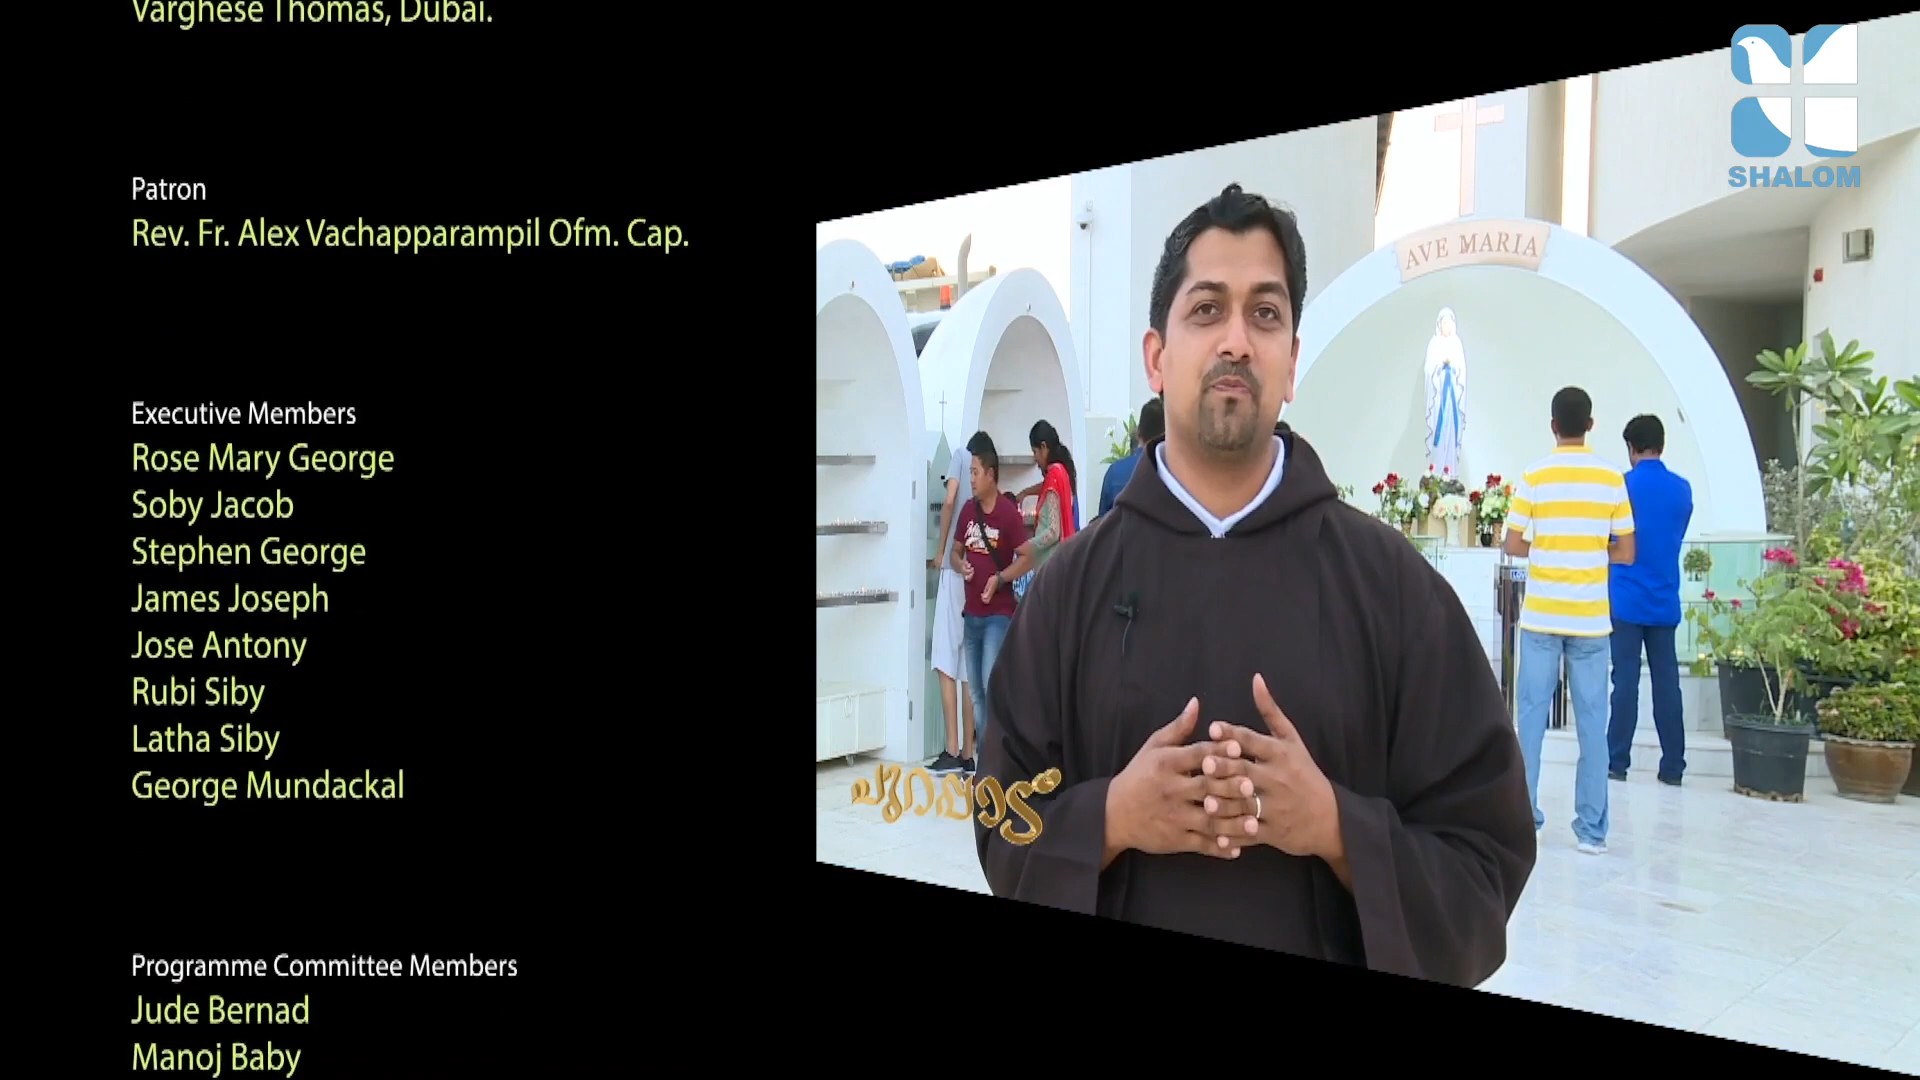 Varghese Thomas, Dubai.
Patron
Rev. Fr. Alex Vachapparampil Ofm. Cap.
Executive Members
Rose Mary George
Soby Jacob
Stephen George
James Joseph
Jose Antony
Rubi Siby
Latha Siby
George Mundackal
Programme Committee Members
Jude Bernad
Manoj Baby
SHALOM
AVE MARIA
പുറപ്പാട്